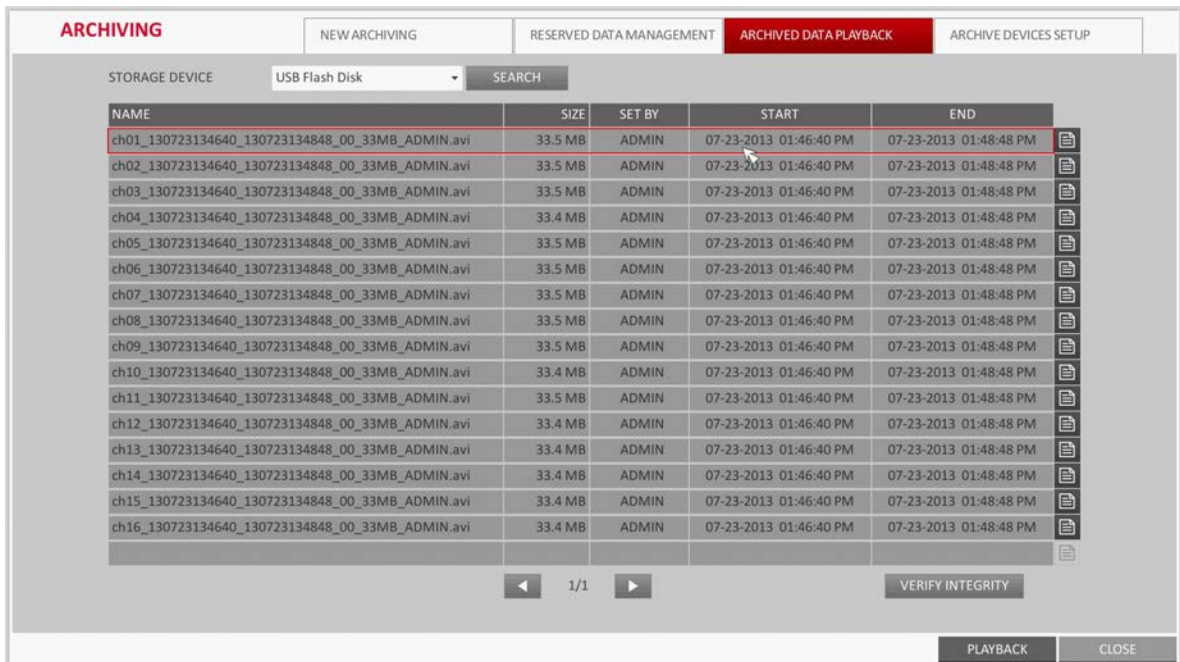 ARCHIVING NEW ARCHIVING RESERVED DATA MANAGEMENT ARCHIVED DATA PLAYBACK ARCHIVE DEVICES SETUP
STORAGE DEVICE USB Flash Disk SEARCH
NAME SIZE SET BY START END
ch01_130723134640_130723134848_00_33MB_ADMIN.avi 33.5 MB ADMIN 07-23-2013 01:46:40 PM 07-23-2013 01:48:48 PM
ch02_130723134640_130723134848_00_33MB_ADMIN.avi 33.5 MB ADMIN 07-23-2013 01:46:40 PM 07-23-2013 01:48:48 PM
ch03_130723134640_130723134848_00_33MB_ADMIN.avi 33.5 MB ADMIN 07-23-2013 01:46:40 PM 07-23-2013 01:48:48 PM
ch04_130723134640_130723134848_00_33MB_ADMIN.avi 33.4 MB ADMIN 07-23-2013 01:46:40 PM 07-23-2013 01:48:48 PM
ch05_130723134640_130723134848_00_33MB_ADMIN.avi 33.5 MB ADMIN 07-23-2013 01:46:40 PM 07-23-2013 01:48:48 PM
ch06_130723134640_130723134848_00_33MB_ADMIN.avi 33.5 MB ADMIN 07-23-2013 01:46:40 PM 07-23-2013 01:48:48 PM
ch07_130723134640_130723134848_00_33MB_ADMIN.avi 33.5 MB ADMIN 07-23-2013 01:46:40 PM 07-23-2013 01:48:48 PM
ch08_130723134640_130723134848_00_33MB_ADMIN.avi 33.5 MB ADMIN 07-23-2013 01:46:40 PM 07-23-2013 01:48:48 PM
ch09_130723134640_130723134848_00_33MB_ADMIN.avi 33.5 MB ADMIN 07-23-2013 01:46:40 PM 07-23-2013 01:48:48 PM
ch10_130723134640_130723134848_00_33MB_ADMIN.avi 33.4 MB ADMIN 07-23-2013 01:46:40 PM 07-23-2013 01:48:48 PM
ch11_130723134640_130723134848_00_33MB_ADMIN.avi 33.5 MB ADMIN 07-23-2013 01:46:40 PM 07-23-2013 01:48:48 PM
ch12_130723134640_130723134848_00_33MB_ADMIN.avi 33.4 MB ADMIN 07-23-2013 01:46:40 PM 07-23-2013 01:48:48 PM
ch13_130723134640_130723134848_00_33MB_ADMIN.avi 33.4 MB ADMIN 07-23-2013 01:46:40 PM 07-23-2013 01:48:48 PM
ch14_130723134640_130723134848_00_33MB_ADMIN.avi 33.4 MB ADMIN 07-23-2013 01:46:40 PM 07-23-2013 01:48:48 PM
ch15_130723134640_130723134848_00_33MB_ADMIN.avi 33.4 MB ADMIN 07-23-2013 01:46:40 PM 07-23-2013 01:48:48 PM
ch16_130723134640_130723134848_00_33MB_ADMIN.avi 33.4 MB ADMIN 07-23-2013 01:46:40 PM 07-23-2013 01:48:48 PM
1/1 VERIFY INTEGRITY
PLAYBACK CLOSE